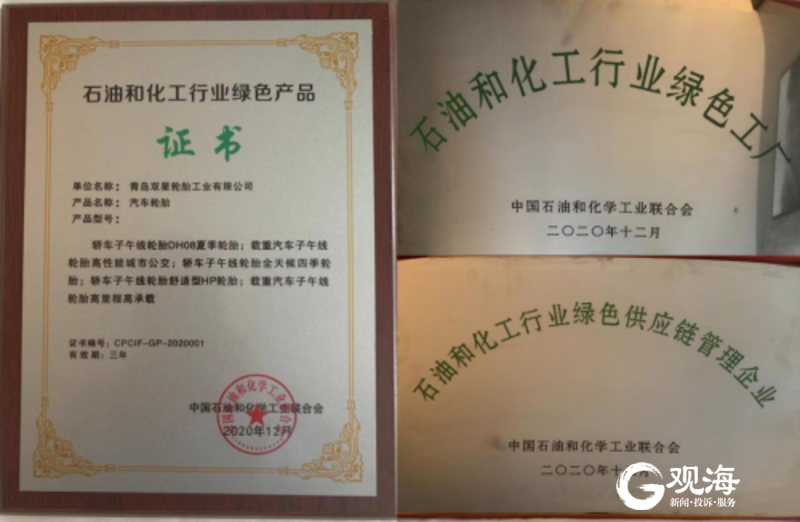 石油和化工行业绿色产品
证书
单位名称：青岛双星轮胎工业有限公司
产品名称：汽车轮胎
产品型号：
轿车子午线轮胎DH08夏季轮胎；载重汽车子午线
轮胎高性能城市公交；轿车子午线轮胎全天候四季轮
胎；轿车子午线轮胎舒适型HP轮胎；载重汽车子午线
轮胎高里程高承载
证书编号：CPCIF-GP-2020001
有效期：三年
中国石油和化学工业联合会
2020年12月
石油和化工行业绿色工厂
中国石油和化学工业联合会
二〇二〇年十二月
石油和化工行业绿色供应链管理企业
中国石油和化学工业联合会
二〇二〇年十二月
观海
新闻·投诉·服务